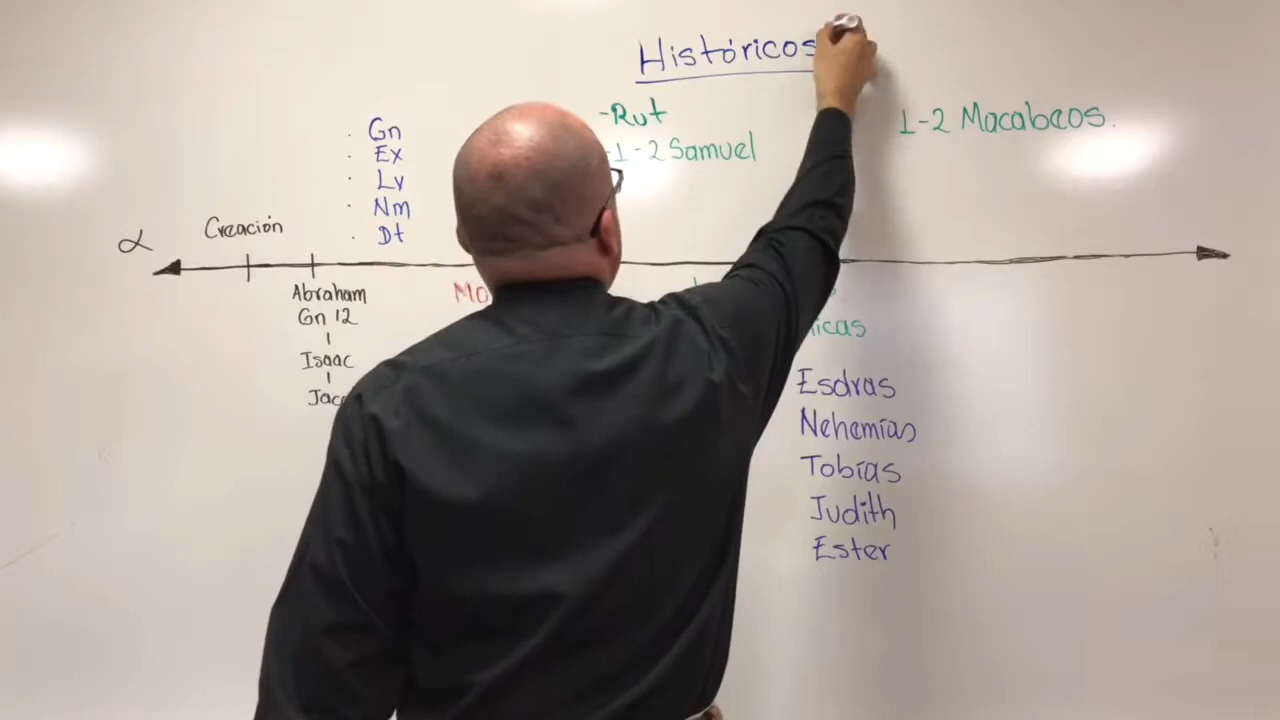 Históricos
-Rut
-1-2 Samuel
1-2 Macabeos.
. Gn
. Ex
. Lv
. Nm
. Dt
Creación
α
Abraham
Gn 12
Isaac
Esdras
Nehemías
Tobías
Judith
Ester